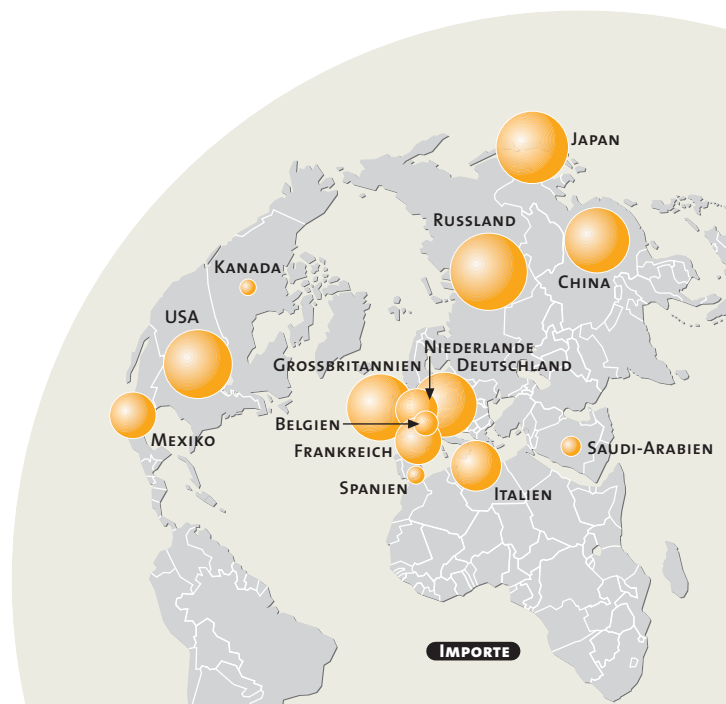 JAPAN
RUSSLAND
KANADA
CHINA
USA
NIEDERLANDE
GROSSBRITANNIEN
DEUTSCHLAND
BELGIEN
MEXIKO
FRANKREICH
SAUDI-ARABIEN
SPANIEN
ITALIEN
IMPORTE